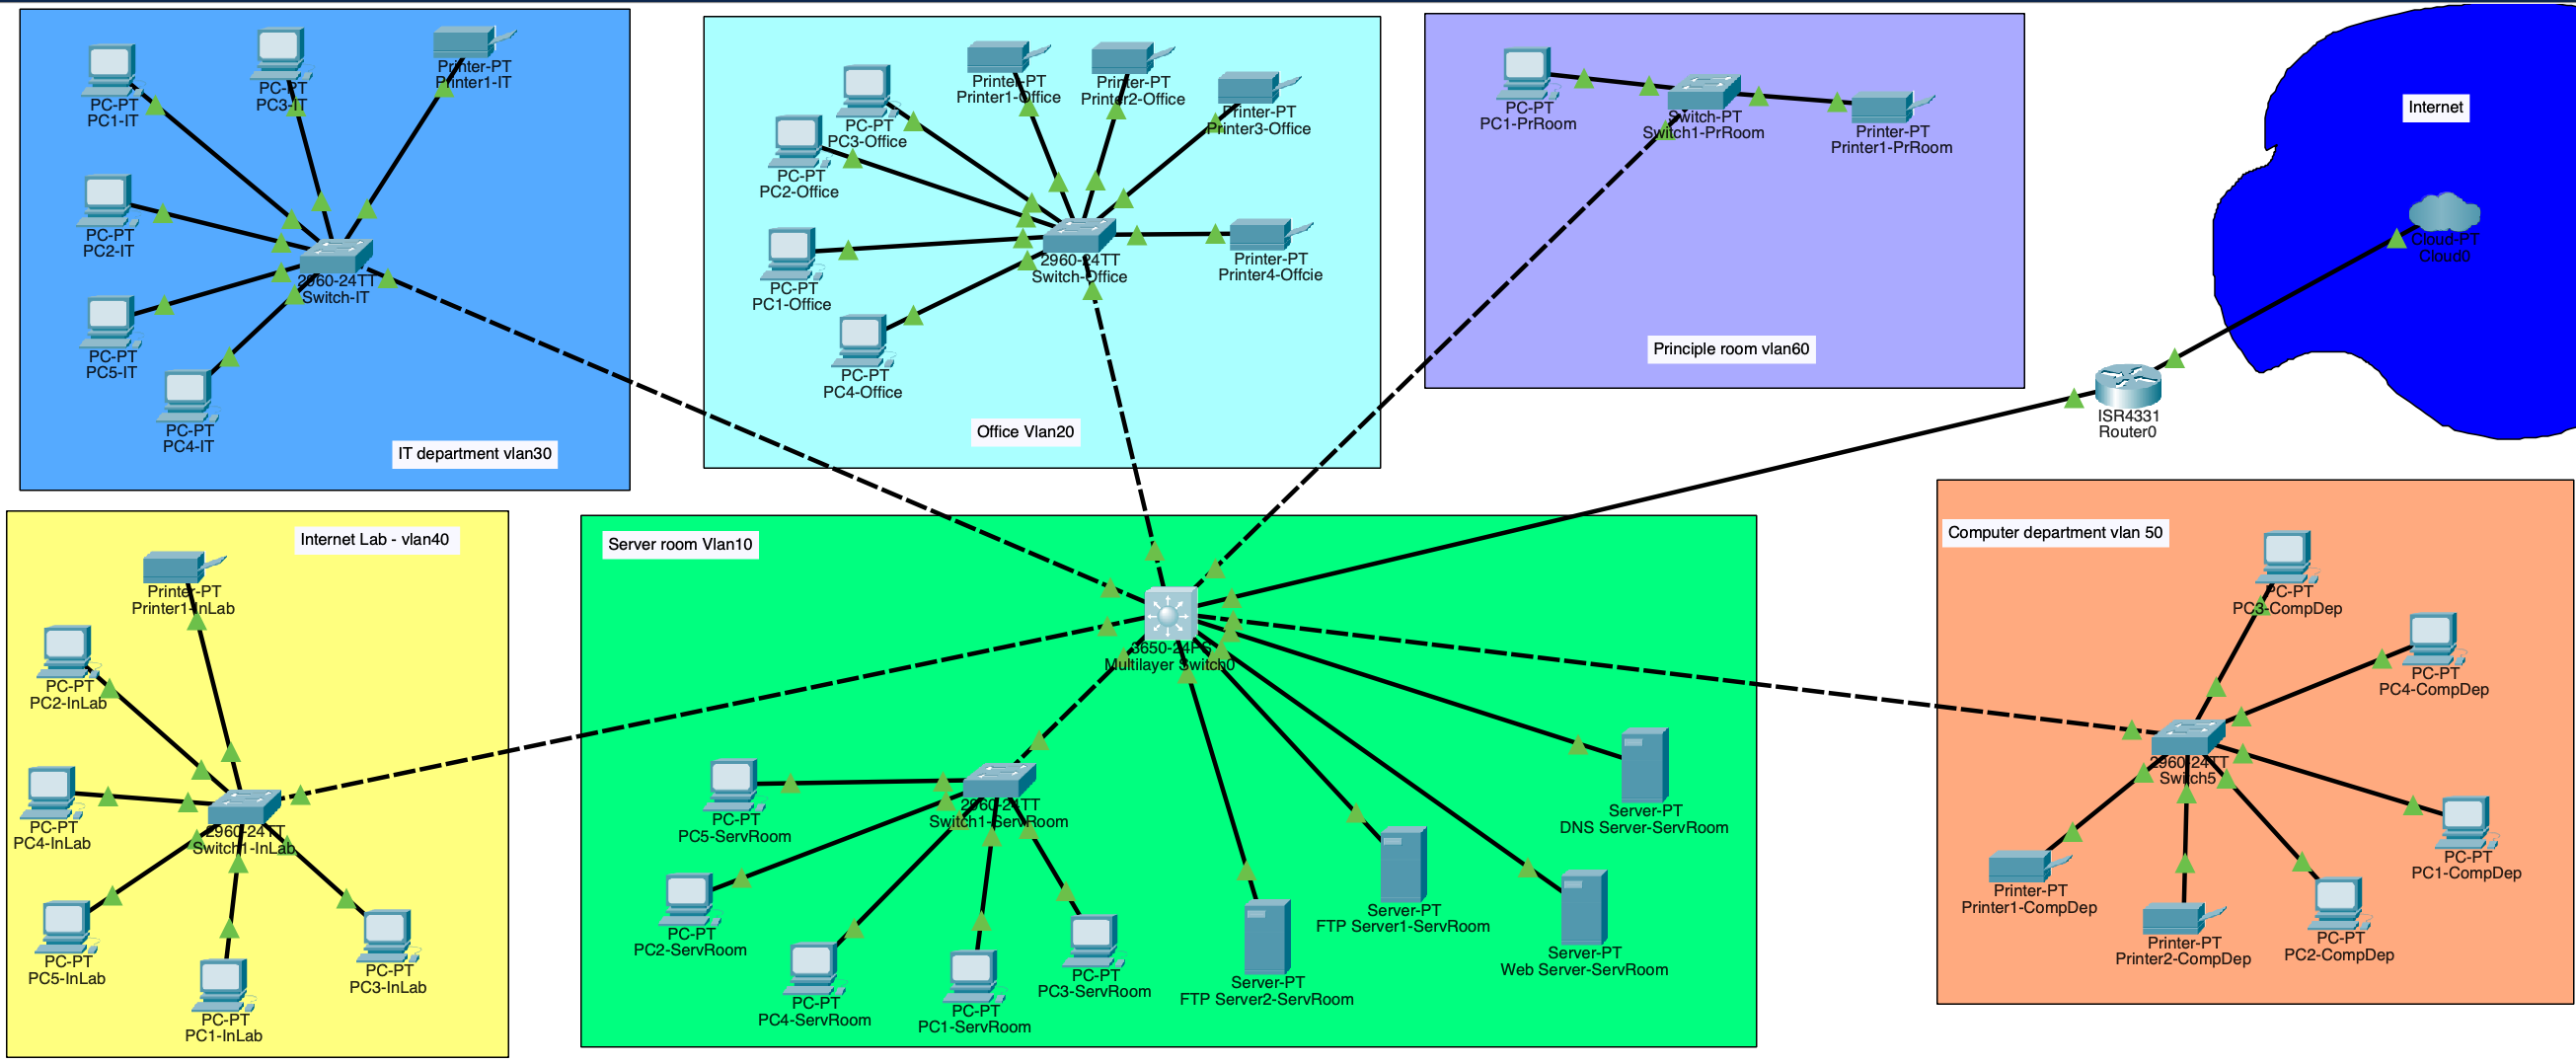 PC-PT
PC1-IT
PC-PT
PC3-IT
Printer-PT
Printer1-IT
PC-PT
PC2-IT
2960-24TT
Switch-IT
PC-PT
PC5-IT
PC-PT
PC4-IT
IT department vlan30
Printer-PT
Printer1-Office
Printer-PT
Printer2-Office
Printer-PT
Printer3-Office
PC-PT
PC3-Office
PC-PT
PC2-Office
2960-24TT
Switch-Office
Printer-PT
Printer4-Offcie
PC-PT
PC1-Office
PC-PT
PC4-Office
Office Vlan20
PC-PT
PC1-PrRoom
Switch-PT
Switch1-PrRoom
Printer-PT
Printer1-PrRoom
Principle room vlan60
Internet
Cloud-PT
Cloud0
ISR4331
Router0
Internet Lab - vlan40
Printer-PT
Printer1-InLab
PC-PT
PC2-InLab
PC-PT
PC4-InLab
2960-24TT
Switch1-InLab
PC-PT
PC5-InLab
PC-PT
PC3-InLab
PC-PT
PC1-InLab
Server room Vlan10
3650-24PS
Multilayer Switch0
PC-PT
PC5-ServRoom
2960-24TT
Switch1-ServRoom
PC-PT
PC2-ServRoom
PC-PT
PC4-ServRoom
PC-PT
PC1-ServRoom
PC-PT
PC3-ServRoom
Server-PT
FTP Server2-ServRoom
Server-PT
FTP Server1-ServRoom
Server-PT
Web Server-ServRoom
Server-PT
DNS Server-ServRoom
Computer department vlan 50
PC-PT
PC3-CompDep
PC-PT
PC4-CompDep
2960-24TT
Switch5
PC-PT
PC1-CompDep
Printer-PT
Printer1-CompDep
Printer-PT
Printer2-CompDep
PC-PT
PC2-CompDep